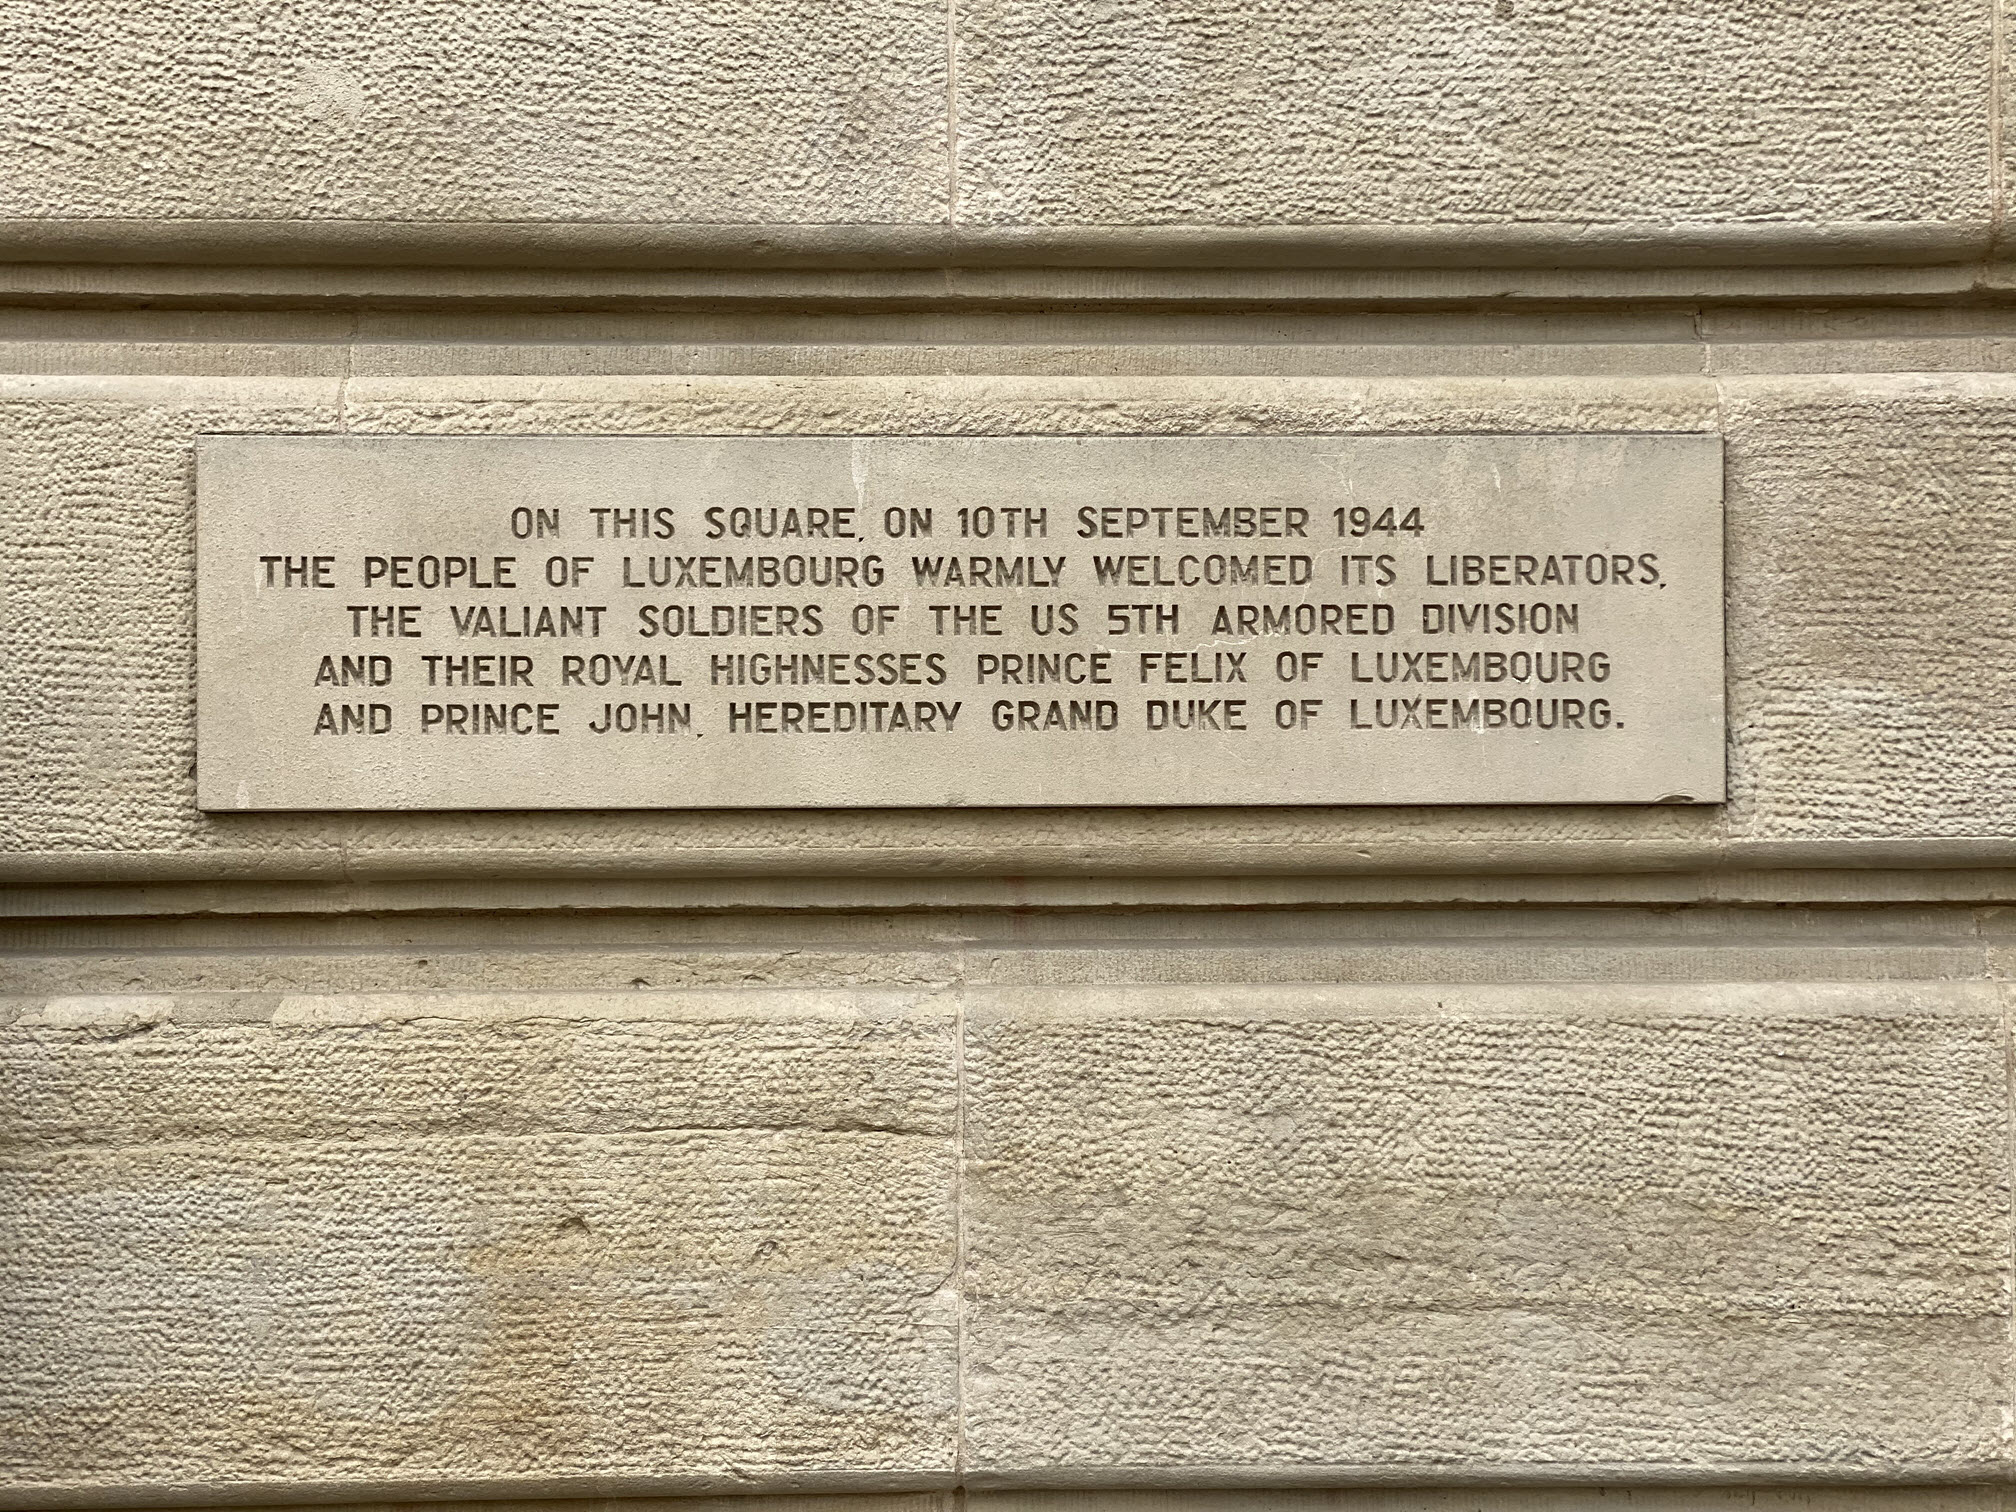 ON THIS SQUARE, ON 10TH SEPTEMBER 1944
THE PEOPLE OF LUXEMBOURG WARMLY WELCOMED ITS LIBERATORS,
THE VALIANT SOLDIERS OF THE US 5TH ARMORED DIVISION
AND THEIR ROYAL HIGHNESSES PRINCE FELIX OF LUXEMBOURG
AND PRINCE JOHN, HEREDITARY GRAND DUKE OF LUXEMBOURG.